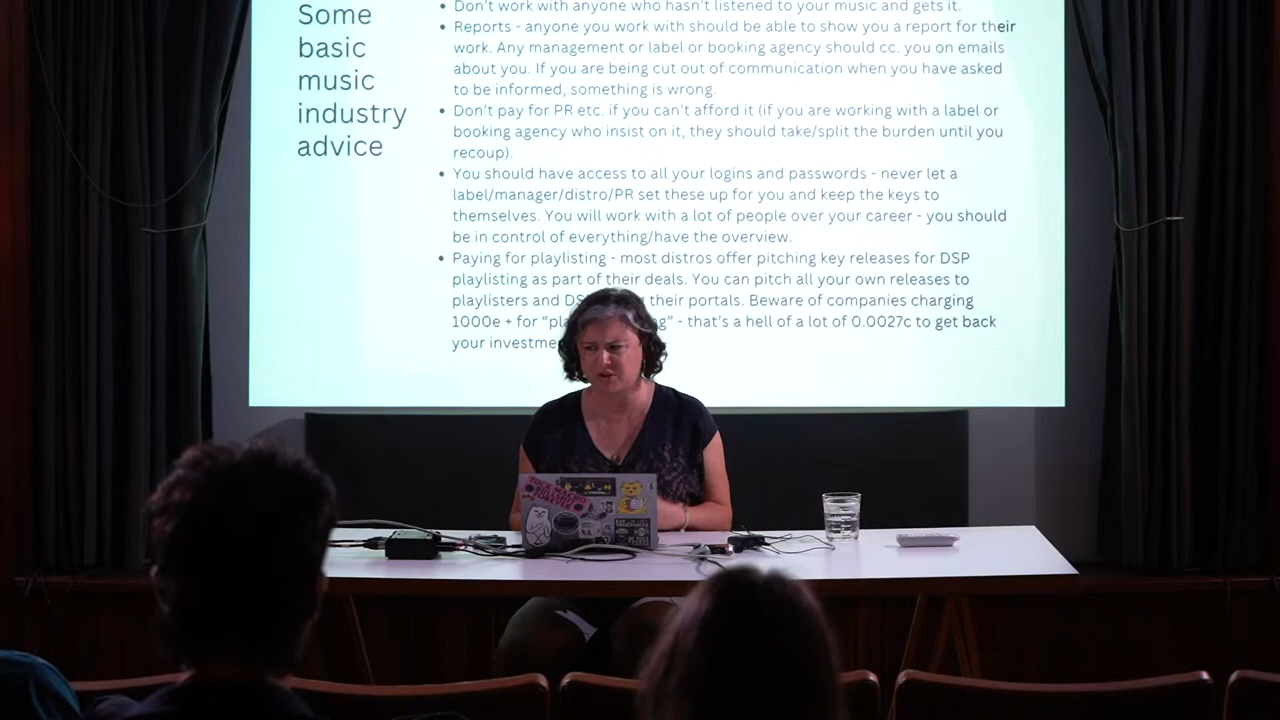 Some
basic
music
industry
advice
• Don't work with anyone who hasn't listened to your music and gets it.
• Reports - anyone you work with should be able to show you a report for their
work. Any management or label or booking agency should cc. you on emails
about you. If you are being cut out of communication when you have asked
to be informed, something is wrong.
• Don't pay for PR etc. if you can't afford it (if you are working with a label or
booking agency who insist on it, they should take/split the burden until you
recoup).
• You should have access to all your logins and passwords - never let a
label/manager/distro/PR set these up for you and keep the keys to
themselves. You will work with a lot of people over your career - you should
be in control of everything/have the overview.
• Paying for playlisting - most distros offer pitching key releases for DSP
playlisting as part of their deals. You can pitch all your own releases to
playlisters and their portals. Beware of companies charging
1000e + for - that's a hell of a lot of 0.0027c to get back
your